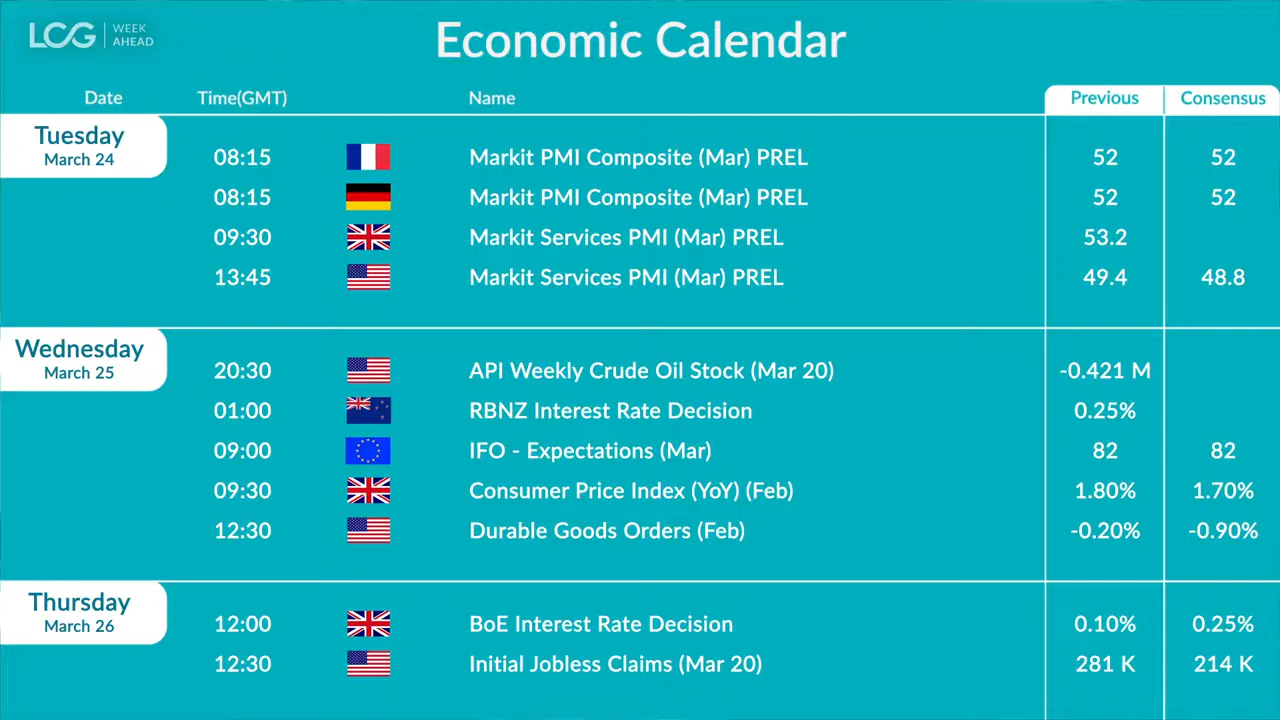 LCG WEEK AHEAD
Economic Calendar
Date Time(GMT) Name Previous Consensus
Tuesday
March 24
08:15 Markit PMI Composite (Mar) PREL 52 52
08:15 Markit PMI Composite (Mar) PREL 52 52
09:30 Markit Services PMI (Mar) PREL 53.2
13:45 Markit Services PMI (Mar) PREL 49.4 48.8
Wednesday
March 25
20:30 API Weekly Crude Oil Stock (Mar 20) -0.421 M
01:00 RBNZ Interest Rate Decision 0.25%
09:00 IFO - Expectations (Mar) 82 82
09:30 Consumer Price Index (YoY) (Feb) 1.80% 1.70%
12:30 Durable Goods Orders (Feb) -0.20% -0.90%
Thursday
March 26
12:00 BoE Interest Rate Decision 0.10% 0.25%
12:30 Initial Jobless Claims (Mar 20) 281 K 214 K